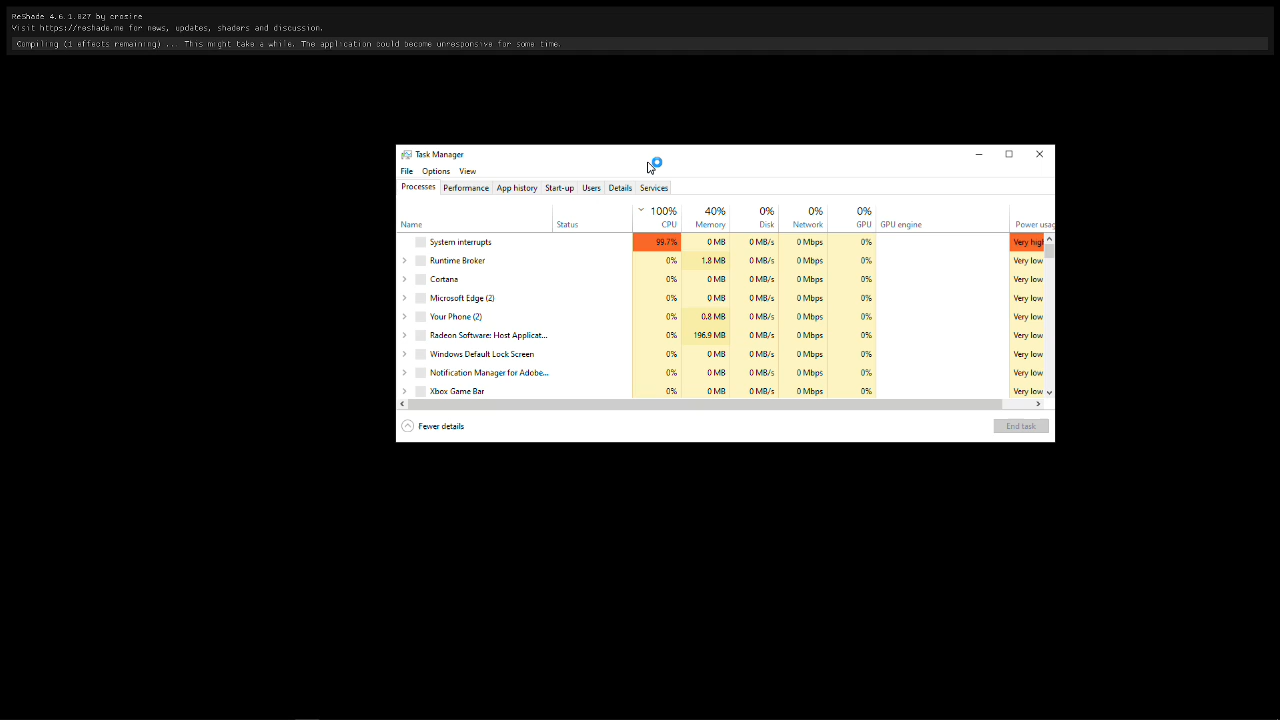 ReShade 4.6.1.827 by crosire
Visit https://reshade.me for news, updates, shaders and discussion.
Compiling (1 effects remaining) ... This might take a while. The application could become unresponsive for some time.
Task Manager
File Options View
Processes Performance App history Start-up Users Details Services
100% 40% 0% 0% 0%
Name Status CPU Memory Disk Network GPU GPU engine Power usag
System interrupts 99.7% 0 MB 0 MB/s 0 Mbps 0% Very high
Runtime Broker 0% 1.8 MB 0 MB/s 0 Mbps 0% Very low
Cortana 0% 0 MB 0 MB/s 0 Mbps 0% Very low
Microsoft Edge (2) 0% 0 MB 0 MB/s 0 Mbps 0% Very low
Your Phone (2) 0% 0.8 MB 0 MB/s 0 Mbps 0% Very low
Radeon Software: Host Applicat... 0% 196.9 MB 0 MB/s 0 Mbps 0% Very low
Windows Default Lock Screen 0% 0 MB 0 MB/s 0 Mbps 0% Very low
Notification Manager for Adobe... 0% 0 MB 0 MB/s 0 Mbps 0% Very low
Xbox Game Bar 0% 0 MB 0 MB/s 0 Mbps 0% Very low
Fewer details End task